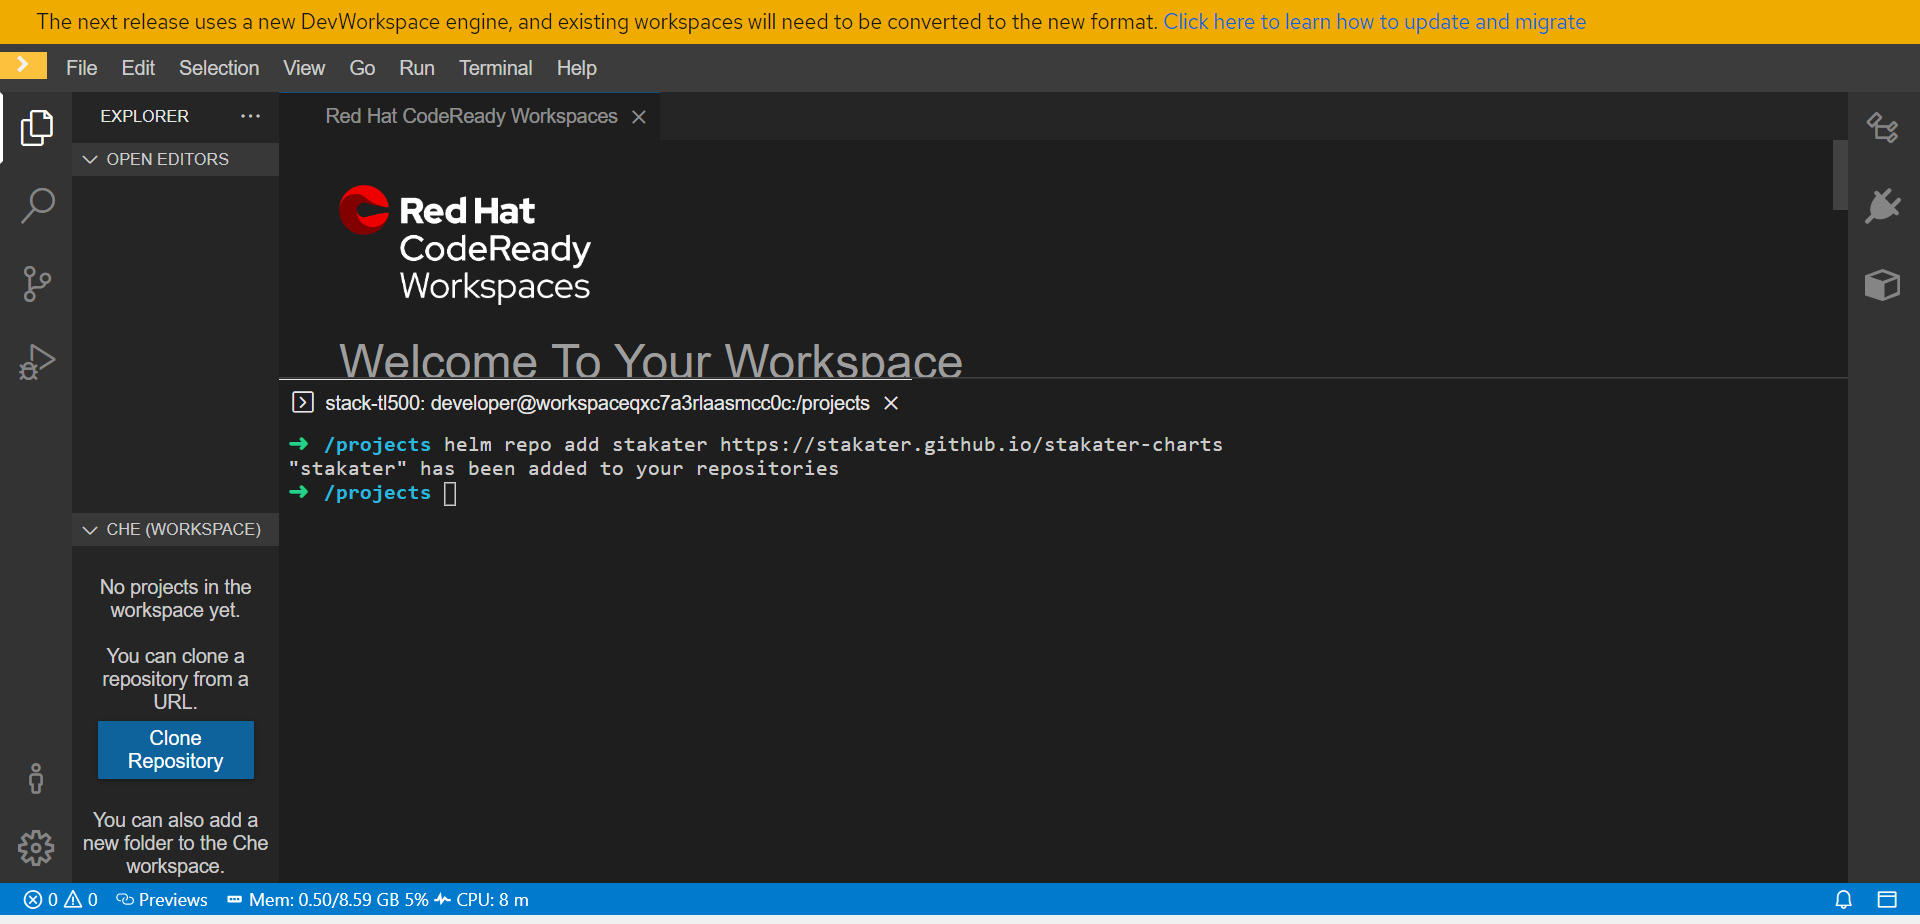 The next release uses a new DevWorkspace engine, and existing workspaces will need to be converted to the new format. Click here to learn how to update and migrate
File Edit Selection View Go Run Terminal Help
EXPLORER
OPEN EDITORS
CHE (WORKSPACE)
No projects in the
workspace yet.
You can clone a
repository from a
URL.
Clone
Repository
You can also add a
new folder to the Che
workspace.
Red Hat CodeReady Workspaces
Red Hat
CodeReady
Workspaces
Welcome To Your Workspace
stack-tl500: developer@workspaceqxc7a3rlaasmcc0c:/projects
➜ /projects helm repo add stakater https://stakater.github.io/stakater-charts
"stakater" has been added to your repositories
➜ /projects
0 0 Previews Mem: 0.50/8.59 GB 5% CPU: 8 m